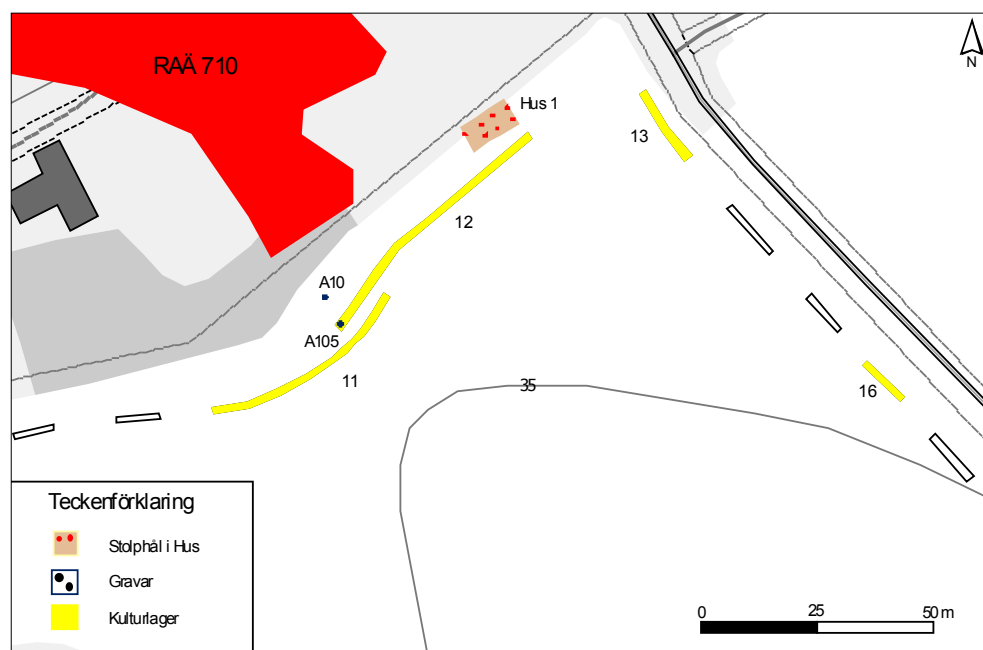 RAÄ 710
N
Hus 1
13
12
A10
A105
11
35
16
Teckenförklaring
Stolphål i Hus
Gravar
Kulturlager
0 25 50 m